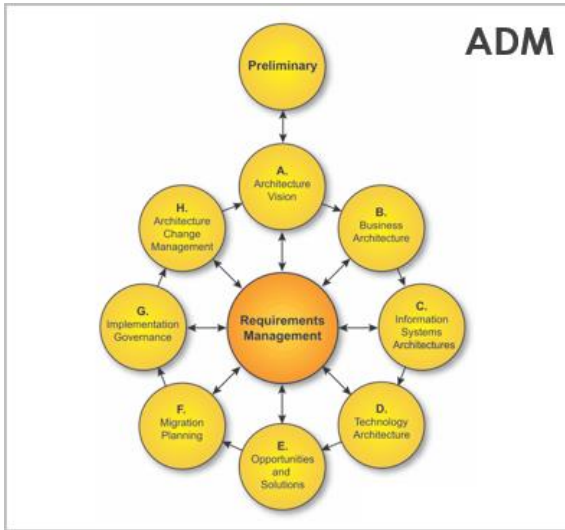 ADM
Preliminary
A.
Architecture
Vision
B.
Business
Architecture
C.
Information
Systems
Architectures
D.
Technology
Architecture
E.
Opportunities
and
Solutions
F.
Migration
Planning
G.
Implementation
Governance
H.
Architecture
Change
Management
Requirements
Management